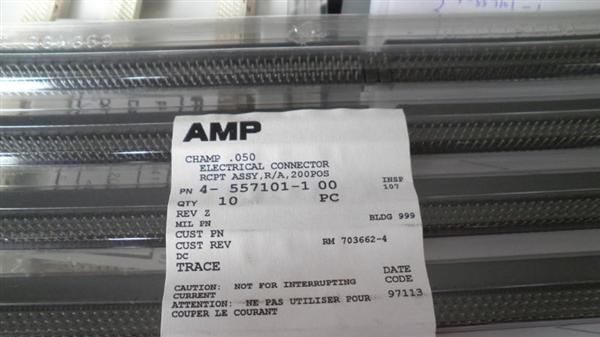 AMP
CHAMP .050
ELECTRICAL CONNECTOR
RCPT ASSY,R/A,200POS
PN 4- 557101-1 00 INSP 107
QTY 10 PC
REV Z BLDG 999
MIL PN
CUST PN RM 703662-4
CUST REV
DC
TRACE DATE CODE
CAUTION: NOT FOR INTERRUPTING
CURRENT 97113
ATTENTION: NE PAS UTILISER POUR
COUPER LE COURANT